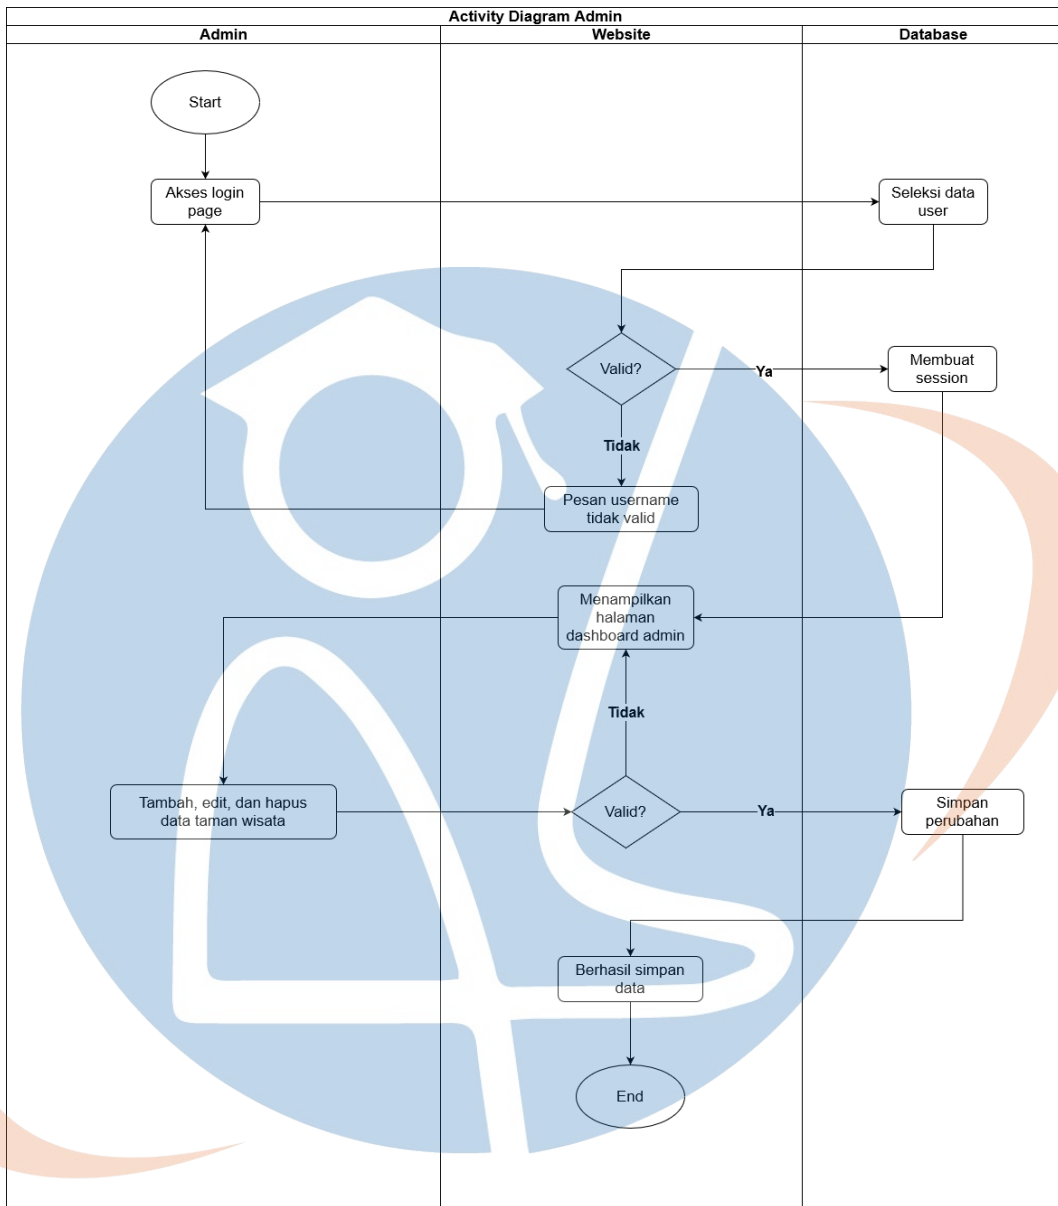 Activity Diagram Admin
Admin
Website
Database
Start
Akses login
page
Seleksi data
user
Valid?
Ya
Membuat
session
Tidak
Pesan username
tidak valid
Menampilkan
halaman
dashboard admin
Tidak
Tambah, edit, dan hapus
data taman wisata
Valid?
Ya
Simpan
perubahan
Berhasil simpan
data
End